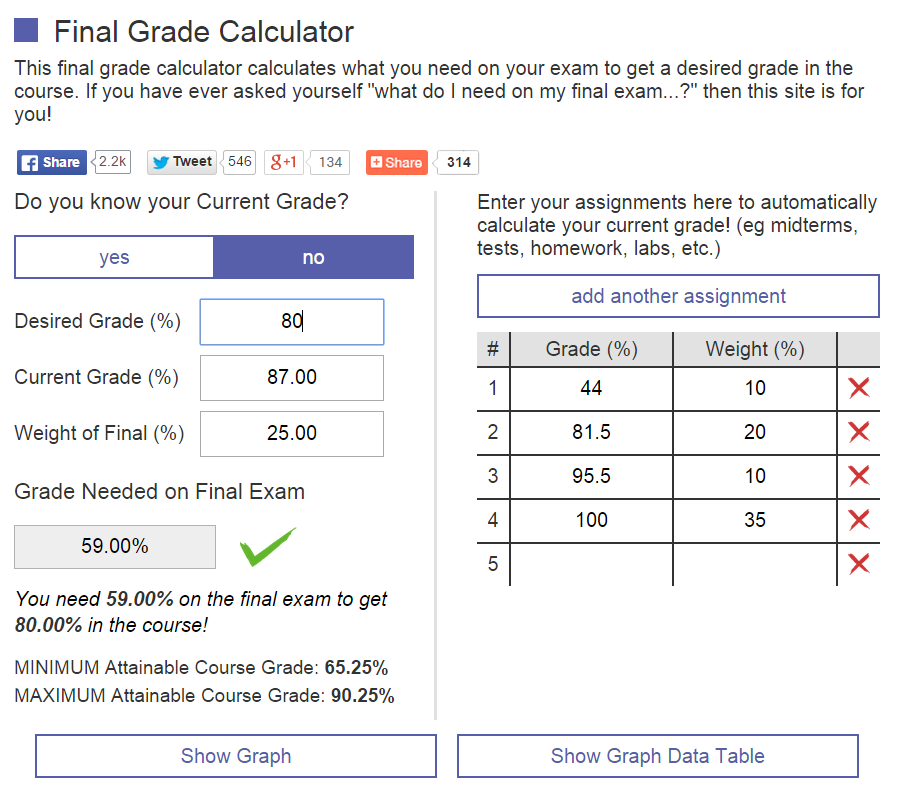 Final Grade Calculator
This final grade calculator calculates what you need on your exam to get a desired grade in the
course. If you have ever asked yourself "what do I need on my final exam...?" then this site is for
you!
Share 2.2k Tweet 546 g+1 134 Share 314
Do you know your Current Grade?
yes no
Desired Grade (%) 80
Current Grade (%) 87.00
Weight of Final (%) 25.00
Grade Needed on Final Exam
59.00%
You need 59.00% on the final exam to get
80.00% in the course!
MINIMUM Attainable Course Grade: 65.25%
MAXIMUM Attainable Course Grade: 90.25%
Enter your assignments here to automatically
calculate your current grade! (eg midterms,
tests, homework, labs, etc.)
add another assignment
# Grade (%) Weight (%)
1 44 10
2 81.5 20
3 95.5 10
4 100 35
5
Show Graph Show Graph Data Table